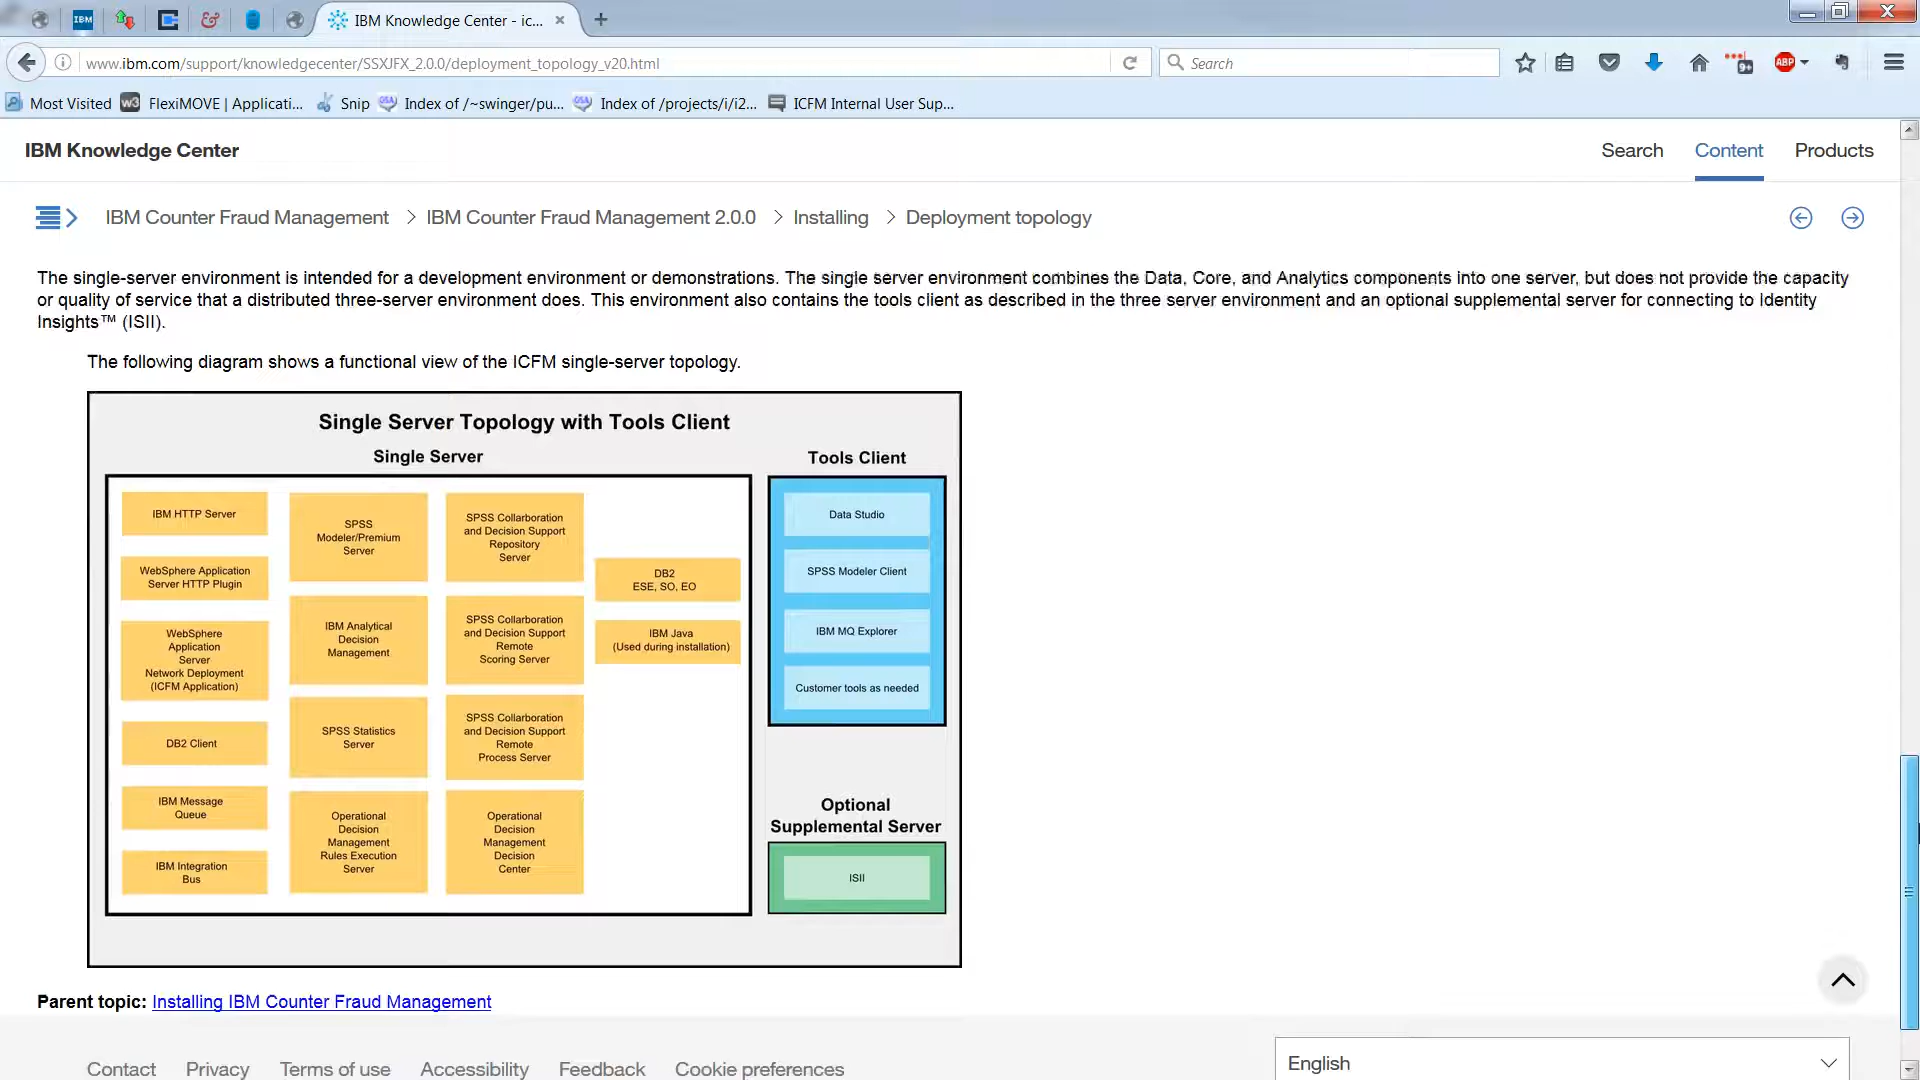 IBM
IBM Knowledge Center - ic...
www.ibm.com/support/knowledgecenter/SSXJFX_2.0.0/deployment_topology_v20.html
Search
9+
ABP
Most Visited
w3 FlexiMOVE | Applicati...
Snip
Index of /~swinger/pu...
Index of /projects/i/i2...
ICFM Internal User Sup...
IBM Knowledge Center
Search
Content
Products
IBM Counter Fraud Management > IBM Counter Fraud Management 2.0.0 > Installing > Deployment topology
The single-server environment is intended for a development environment or demonstrations. The single server environment combines the Data, Core, and Analytics components into one server, but does not provide the capacity
or quality of service that a distributed three-server environment does. This environment also contains the tools client as described in the three server environment and an optional supplemental server for connecting to Identity
Insights™ (ISII).
The following diagram shows a functional view of the ICFM single-server topology.
Single Server Topology with Tools Client
Single Server
IBM HTTP Server
WebSphere Application
Server HTTP Plugin
WebSphere
Application
Server
Network Deployment
(ICFM Application)
DB2 Client
IBM Message
Queue
IBM Integration
Bus
SPSS
Modeler/Premium
Server
IBM Analytical
Decision
Management
SPSS Statistics
Server
Operational
Decision
Management
Rules Execution
Server
SPSS Collarboration
and Decision Support
Repository
Server
SPSS Collarboration
and Decision Support
Remote
Scoring Server
SPSS Collarboration
and Decision Support
Remote
Process Server
Operational
Decision
Management
Decision
Center
DB2
ESE, SO, EO
IBM Java
(Used during installation)
Tools Client
Data Studio
SPSS Modeler Client
IBM MQ Explorer
Customer tools as needed
Optional
Supplemental Server
ISII
Parent topic: Installing IBM Counter Fraud Management
Contact
Privacy
Terms of use
Accessibility
Feedback
Cookie preferences
English